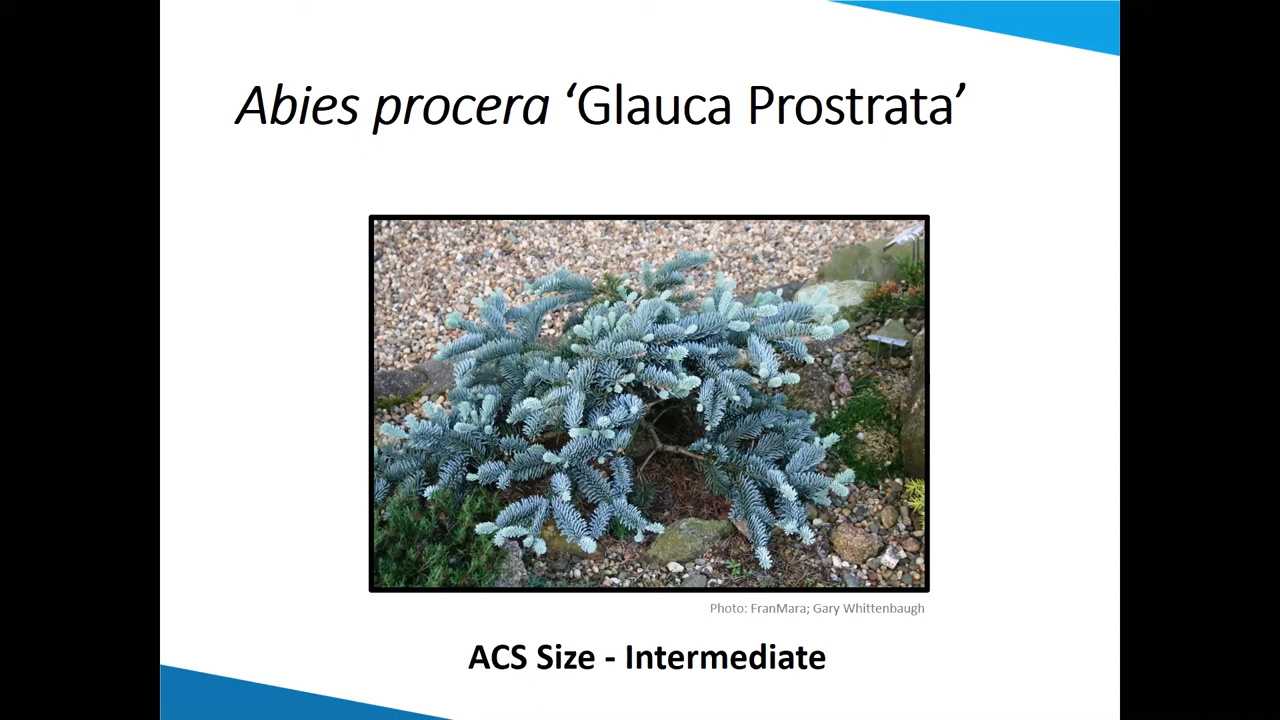 Abies procera ‘Glauca Prostrata’
Photo: FranMara; Gary Whittenbaugh
ACS Size - Intermediate